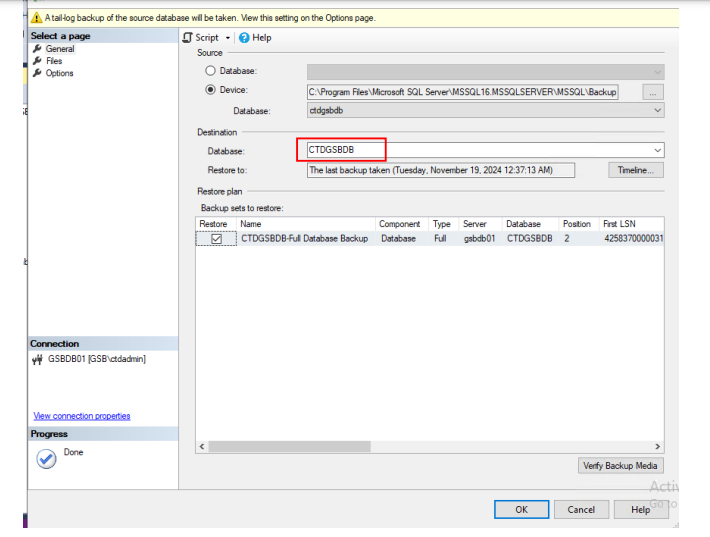 A tail-log backup of the source database will be taken. View this setting on the Options page.
Select a page
General
Files
Options
Script
Help
Source
Database:
Device:
C:\Program Files\Microsoft SQL Server\MSSQL16.MSSQLSERVER\MSSQL\Backup
...
Database:
ctdgsbdb
Destination
Database:
CTDGSBDB
Restore to:
The last backup taken (Tuesday, November 19, 2024 12:37:13 AM)
Timeline...
Restore plan
Backup sets to restore:
Restore Name Component Type Server Database Position First LSN
CTDGSBDB-Full Database Backup Database Full gsbdb01 CTDGSBDB 2 4258370000031
Connection
GSBDB01 [GSB\ctdadmin]
View connection properties
Progress
Done
Verify Backup Media
Activ
Go to
OK
Cancel
Help